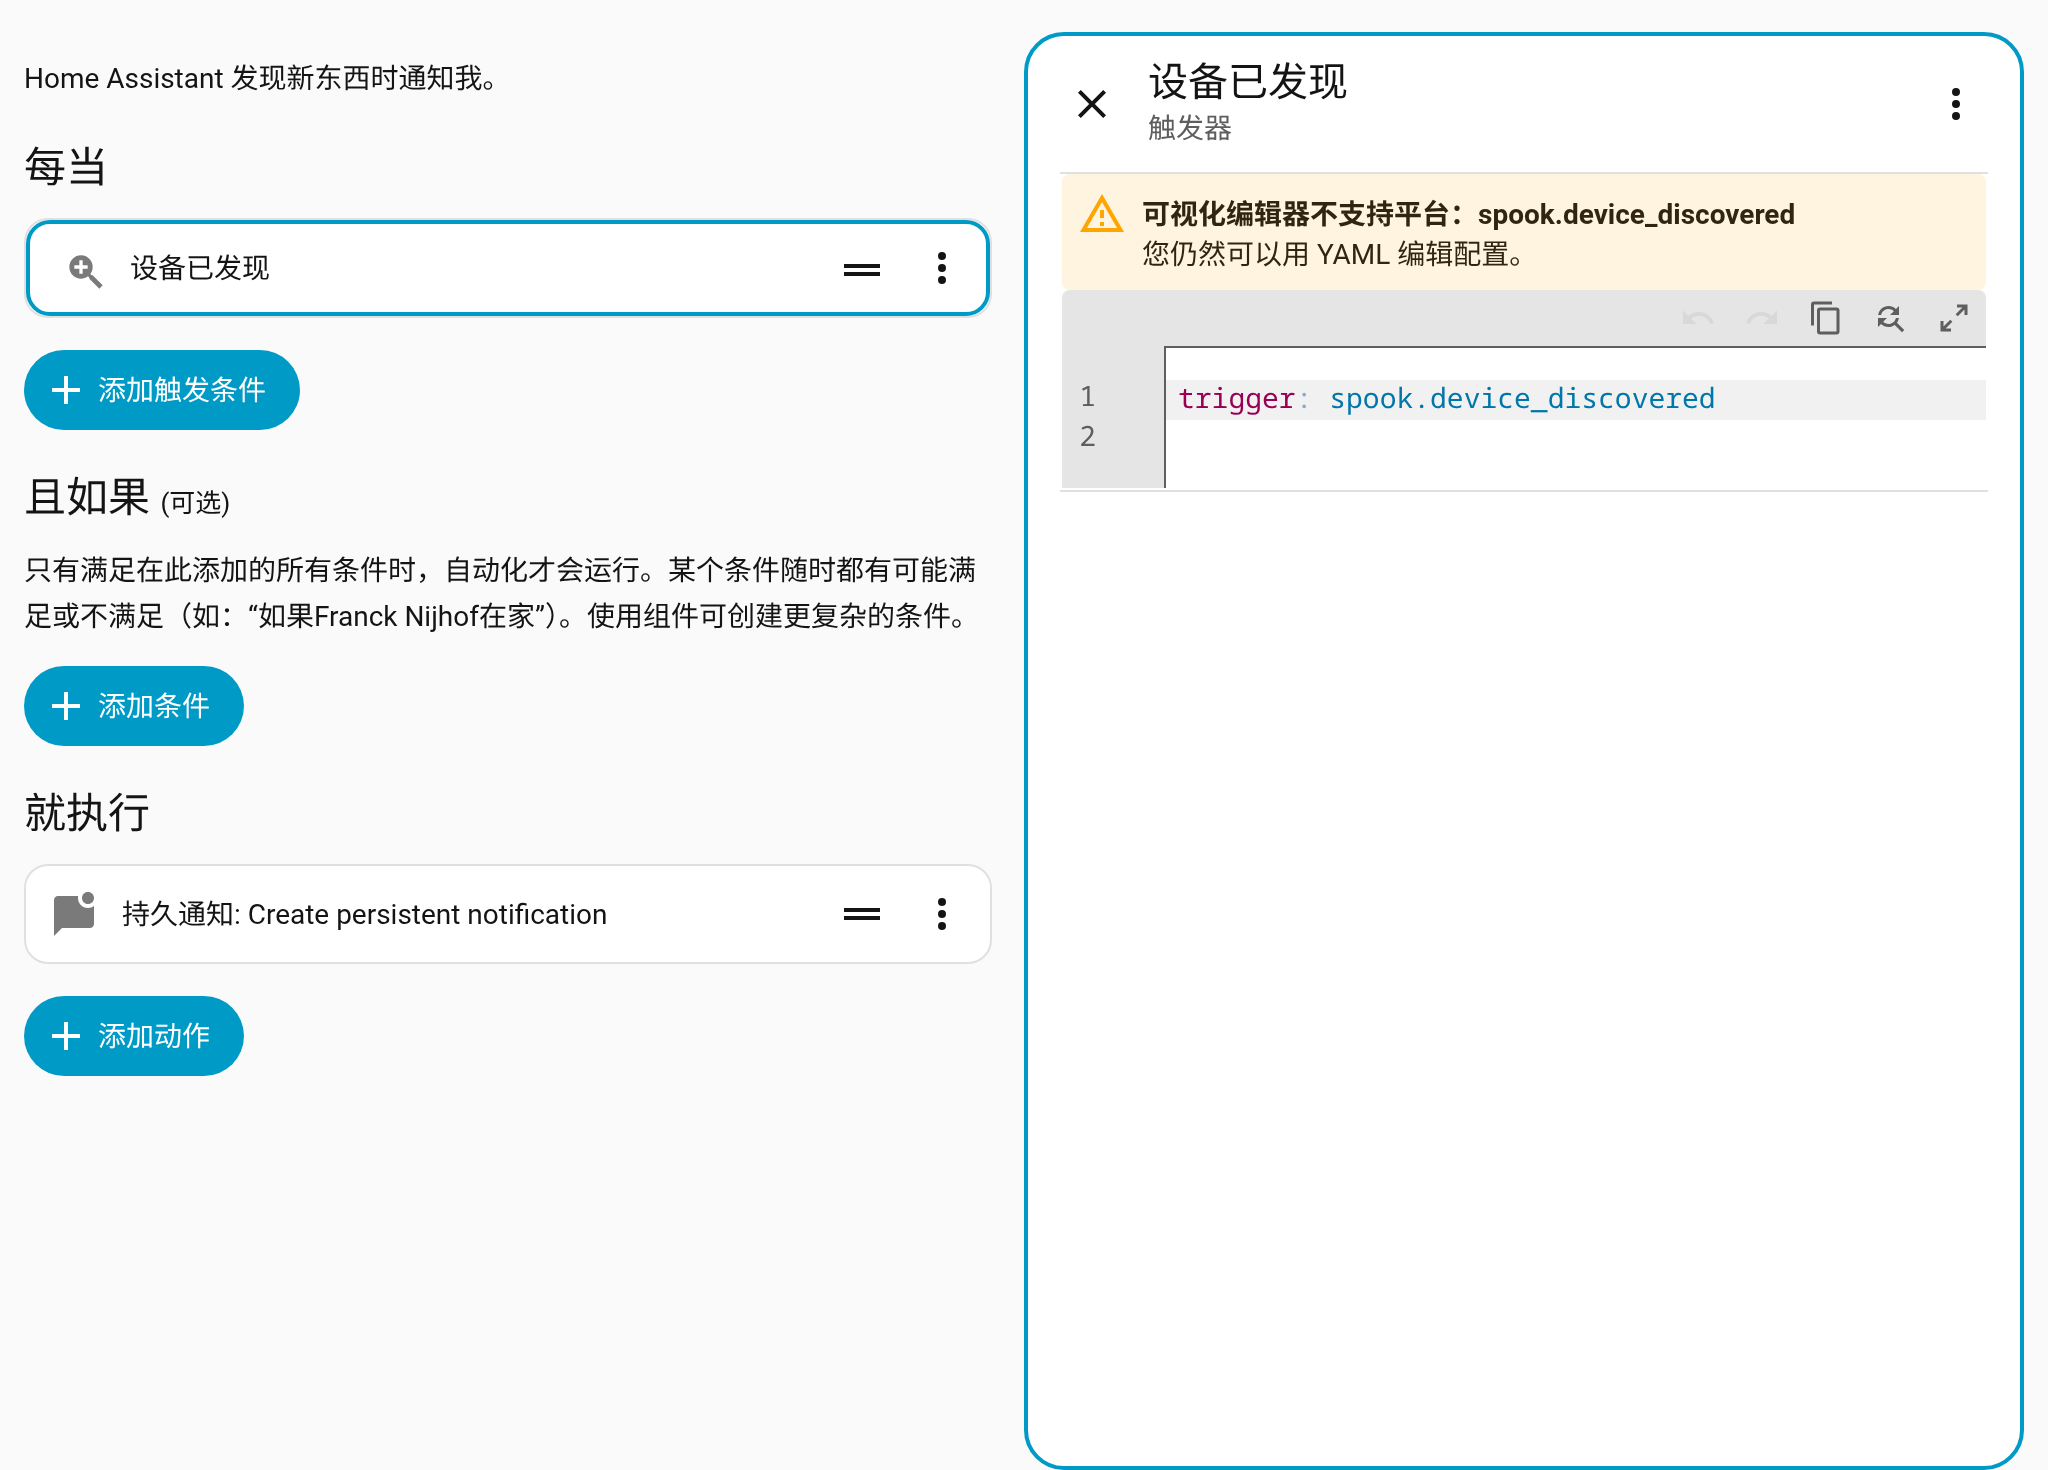 Home Assistant 发现新东西时通知我。
每当
设备已发现
添加触发条件
且如果 (可选)
只有满足在此添加的所有条件时，自动化才会运行。某个条件随时都有可能满
足或不满足（如：“如果Franck Nijhof在家”）。使用组件可创建更复杂的条件。
添加条件
就执行
持久通知: Create persistent notification
添加动作
设备已发现
触发器
可视化编辑器不支持平台：spook.device_discovered
您仍然可以用 YAML 编辑配置。
1 trigger: spook.device_discovered
2